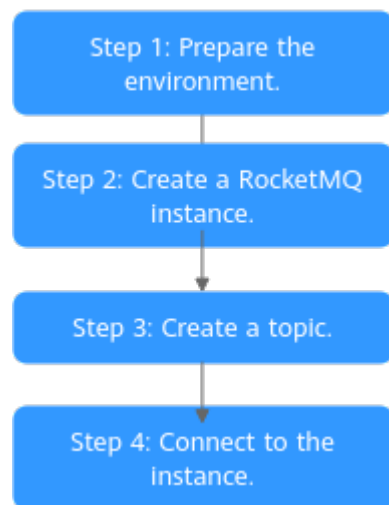 Step 1: Prepare the
environment.
Step 2: Create a RocketMQ
instance.
Step 3: Create a topic.
Step 4: Connect to the
instance.